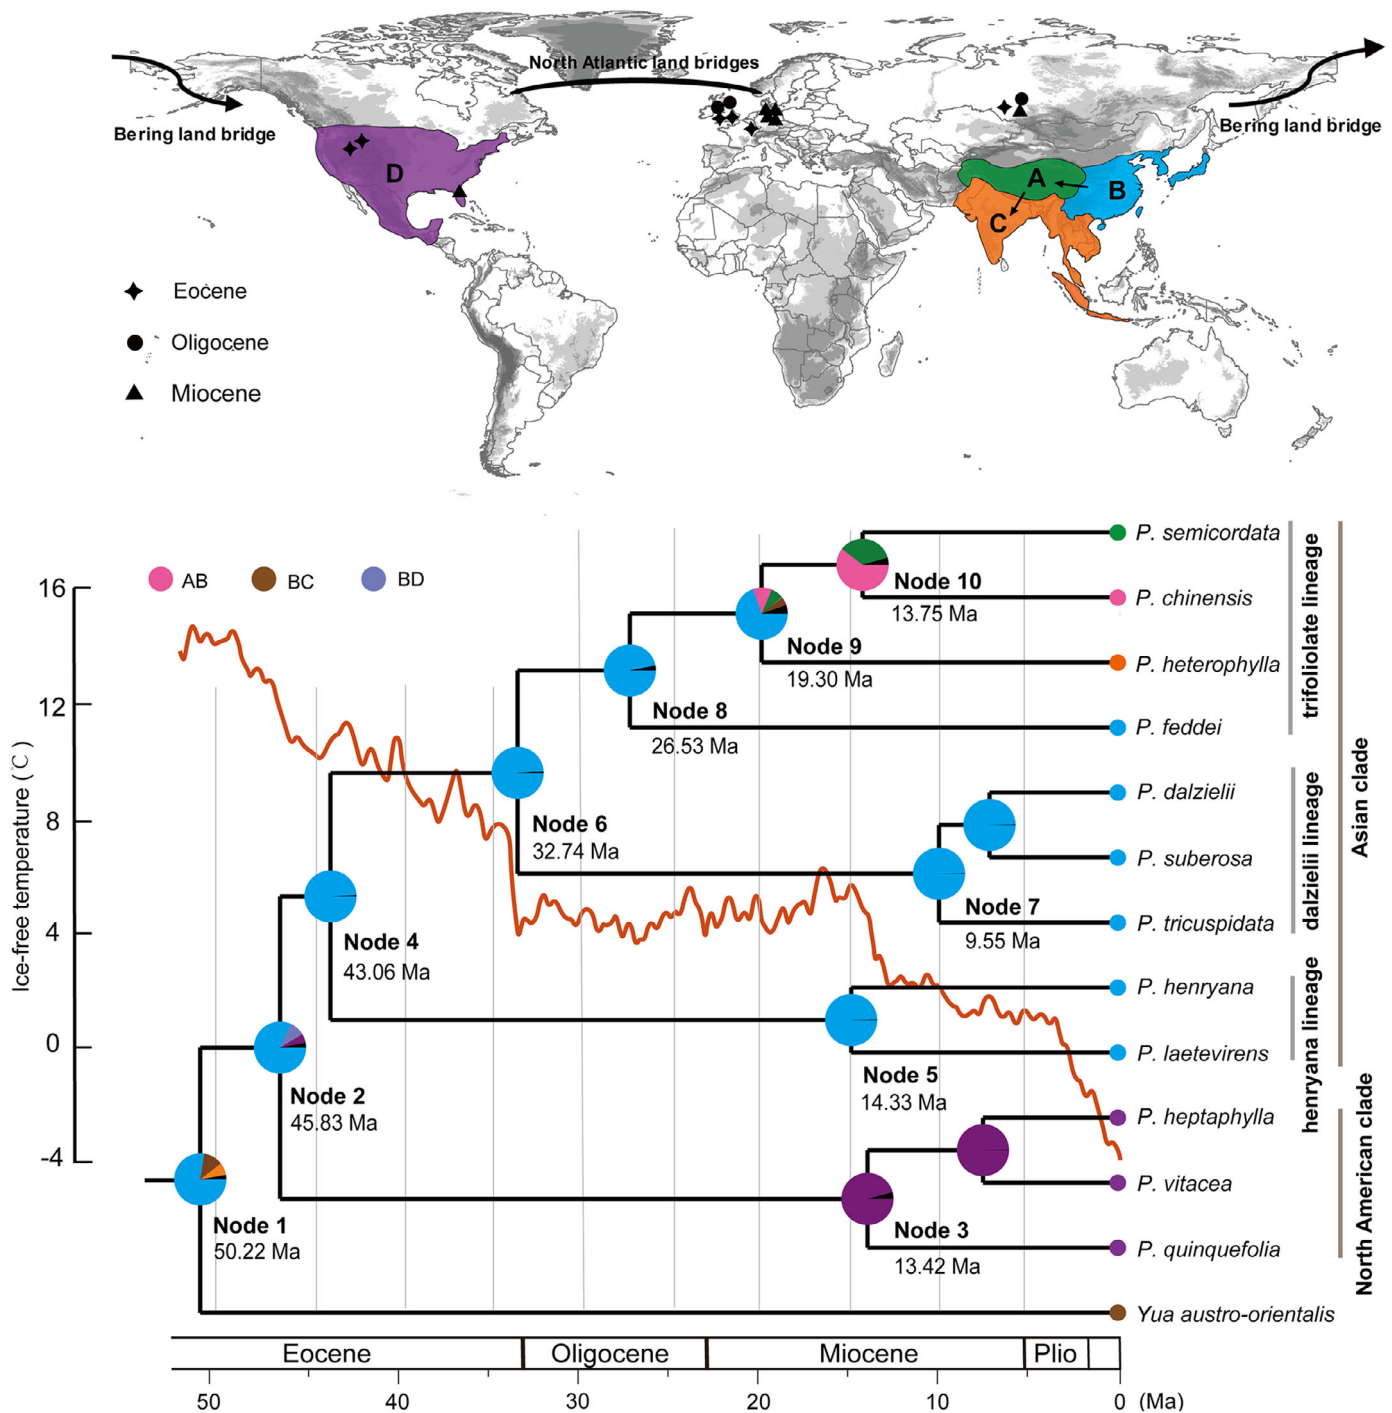 North Atlantic land bridges
Bering land bridge
Bering land bridge
D
A
B
C
Eocene
Oligocene
Miocene
AB
BC
BD
Ice-free temperature (℃)
16
12
8
4
0
-4
Node 10
13.75 Ma
Node 9
19.30 Ma
Node 8
26.53 Ma
Node 6
32.74 Ma
Node 7
9.55 Ma
Node 4
43.06 Ma
Node 5
14.33 Ma
Node 2
45.83 Ma
Node 3
13.42 Ma
Node 1
50.22 Ma
P. semicordata
P. chinensis
P. heterophylla
P. feddei
P. dalzielii
P. suberosa
P. tricuspidata
P. henryana
P. laetevirens
P. heptaphylla
P. vitacea
P. quinquefolia
Yua austro-orientalis
trifoliolate lineage
dalzielii lineage
henryana lineage
Asian clade
North American clade
Eocene
Oligocene
Miocene
Plio
50
40
30
20
10
0
(Ma)